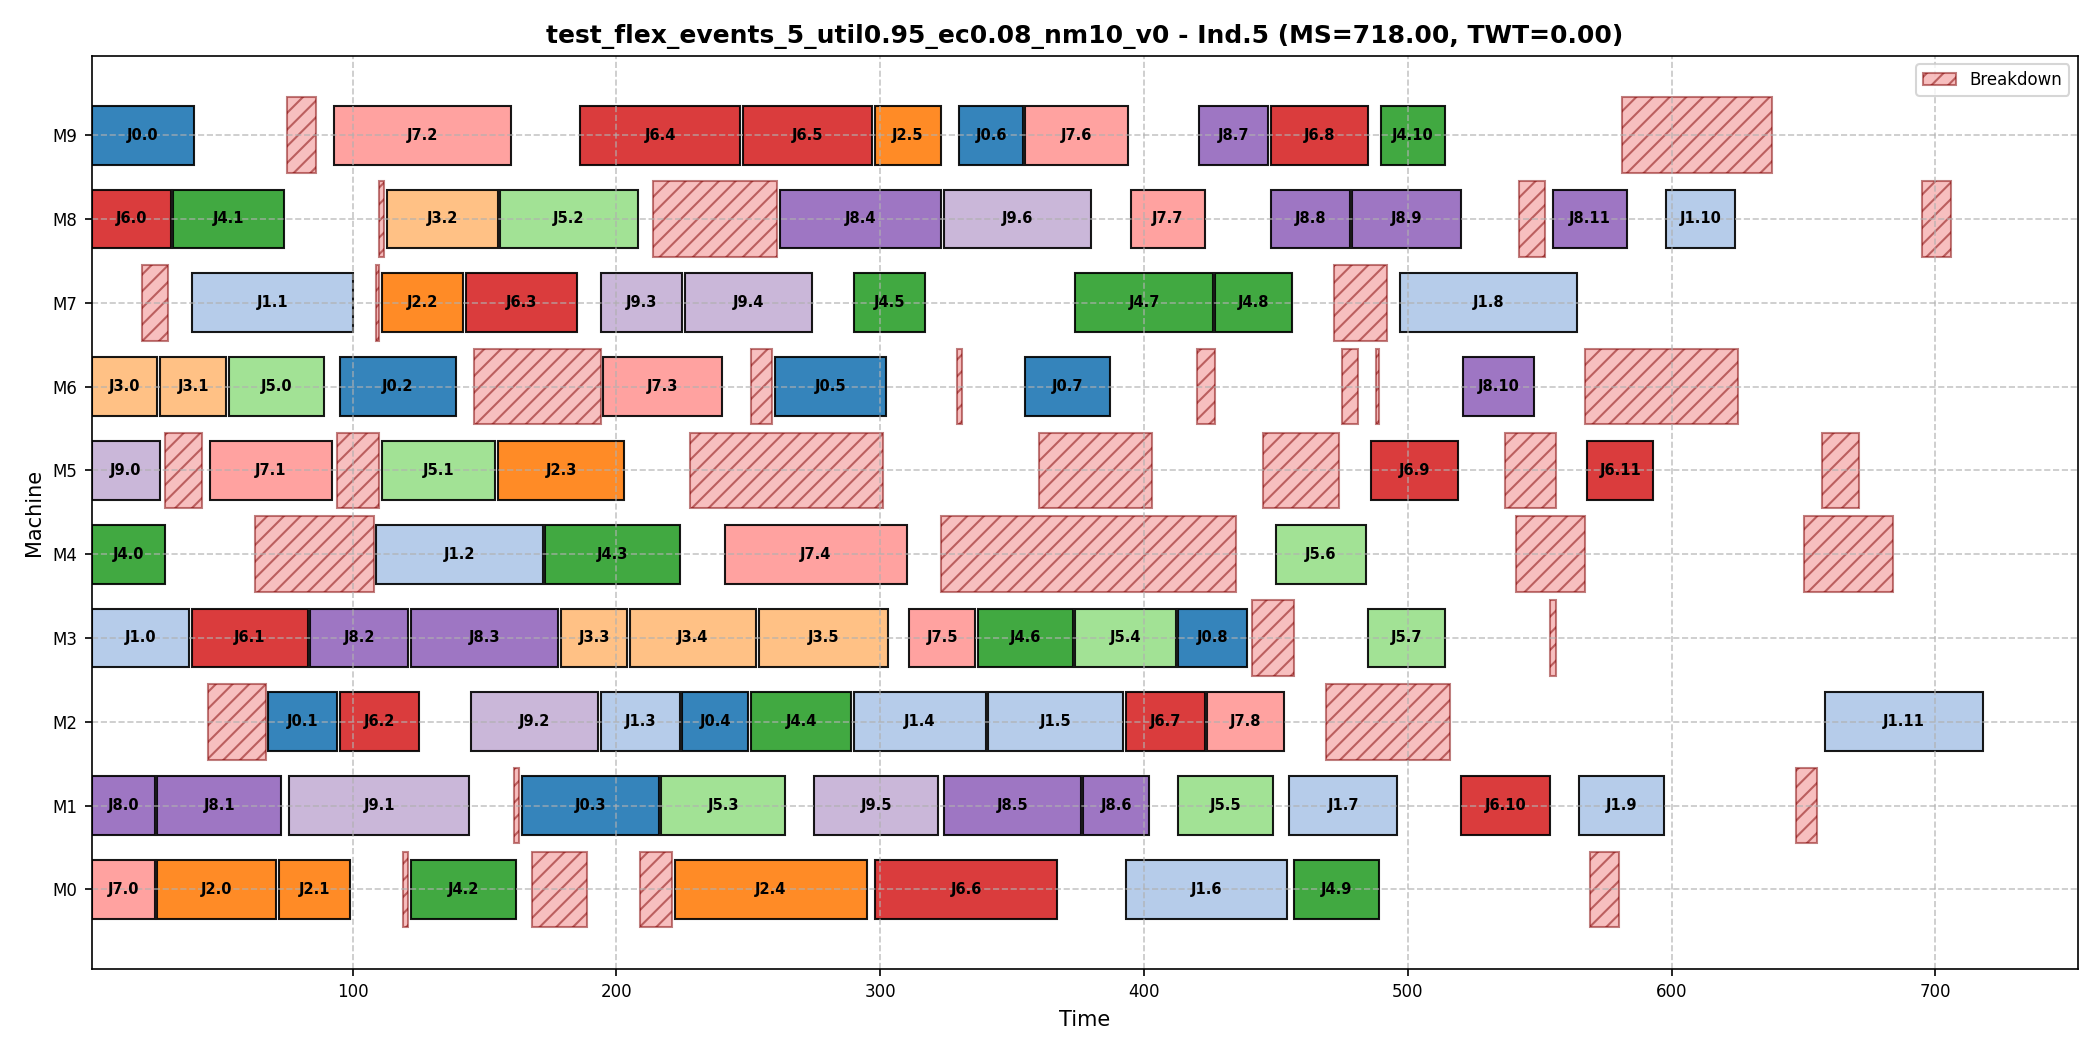 test_flex_events_5_util0.95_ec0.08_nm10_v0 - Ind.5 (MS=718.00, TWT=0.00)
Breakdown
Machine
M9 J0.0 J7.2 J6.4 J6.5 J2.5 J0.6 J7.6 J8.7 J6.8 J4.10
M8 J6.0 J4.1 J3.2 J5.2 J8.4 J9.6 J7.7 J8.8 J8.9 J8.11 J1.10
M7 J1.1 J2.2 J6.3 J9.3 J9.4 J4.5 J4.7 J4.8 J1.8
M6 J3.0 J3.1 J5.0 J0.2 J7.3 J0.5 J0.7 J8.10
M5 J9.0 J7.1 J5.1 J2.3 J6.9 J6.11
M4 J4.0 J1.2 J4.3 J7.4 J5.6
M3 J1.0 J6.1 J8.2 J8.3 J3.3 J3.4 J3.5 J7.5 J4.6 J5.4 J0.8 J5.7
M2 J0.1 J6.2 J9.2 J1.3 J0.4 J4.4 J1.4 J1.5 J6.7 J7.8 J1.11
M1 J8.0 J8.1 J9.1 J0.3 J5.3 J9.5 J8.5 J8.6 J5.5 J1.7 J6.10 J1.9
M0 J7.0 J2.0 J2.1 J4.2 J2.4 J6.6 J1.6 J4.9
100 200 300 400 500 600 700
Time